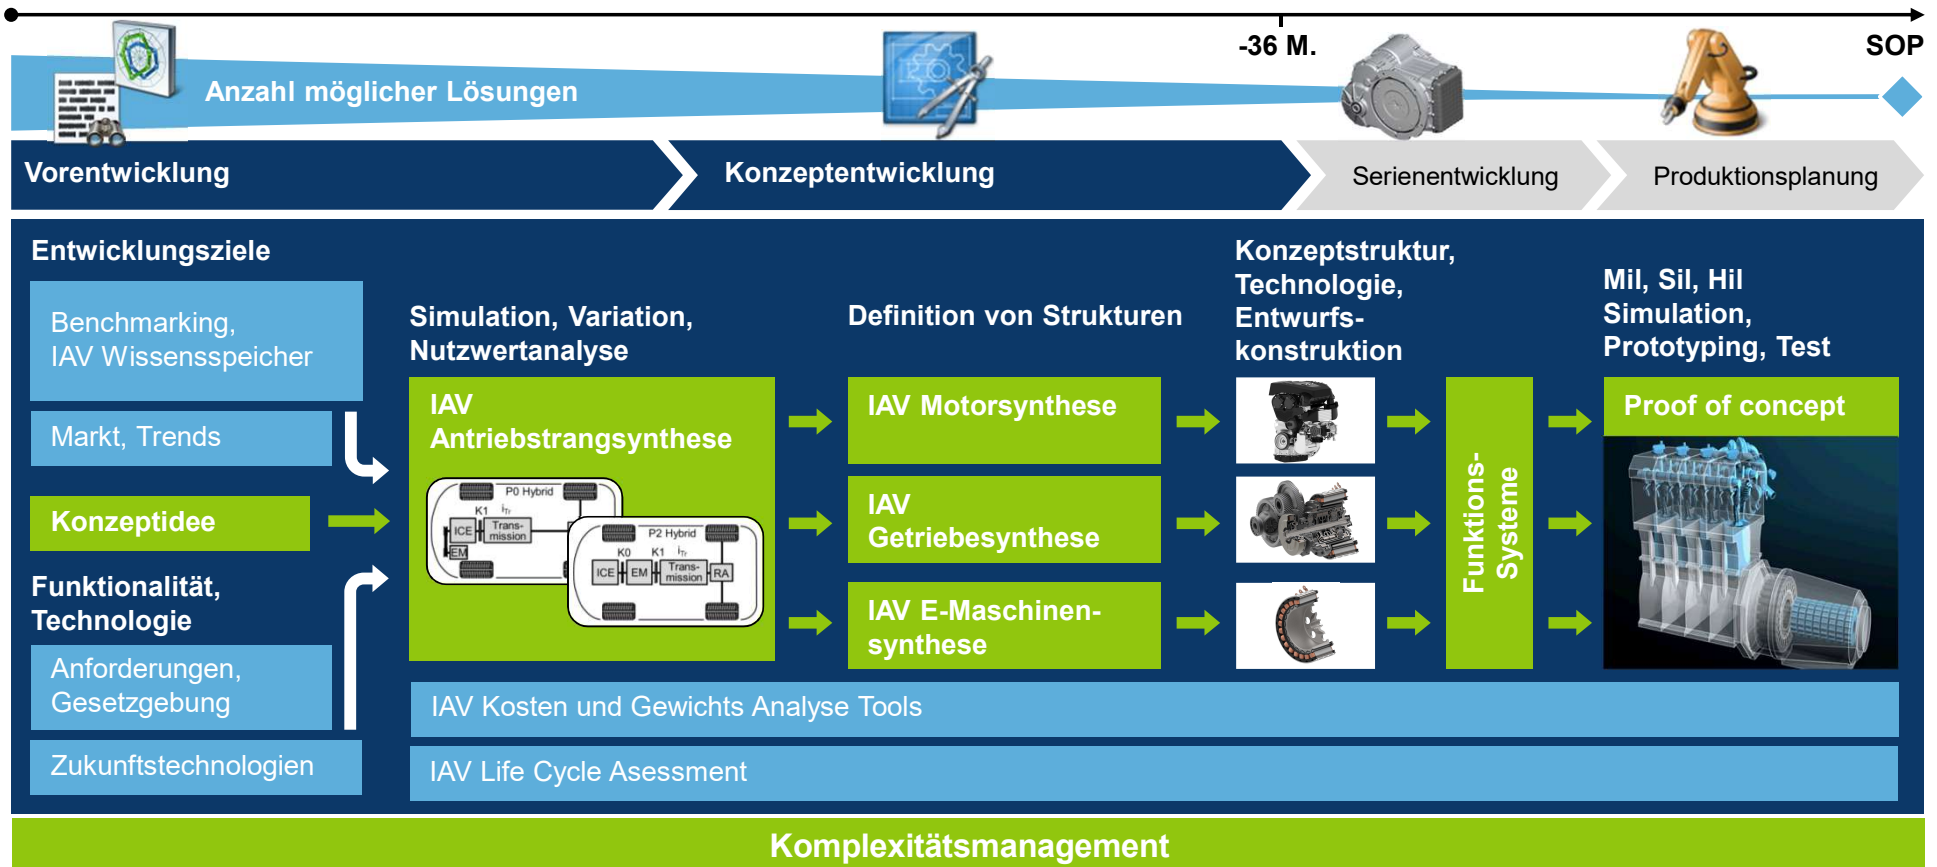 -36 M.
SOP
Anzahl möglicher Lösungen
Vorentwicklung
Konzeptentwicklung
Serienentwicklung
Produktionsplanung
Entwicklungsziele
Benchmarking,
IAV Wissensspeicher
Markt, Trends
Konzeptidee
Funktionalität,
Technologie
Anforderungen,
Gesetzgebung
Zukunftstechnologien
Simulation, Variation,
Nutzwertanalyse
IAV
Antriebstrangsynthese
P0 Hybrid
K1 iTr
ICE
Trans-
mission
EM
P2 Hybrid
K0 K1 iTr
ICE EM Trans-
mission RA
Definition von Strukturen
IAV Motorsynthese
IAV
Getriebesynthese
IAV E-Maschinen-
synthese
Konzeptstruktur,
Technologie,
Entwurfs-
konstruktion
Funktions-
Systeme
Mil, Sil, Hil
Simulation,
Prototyping, Test
Proof of concept
IAV Kosten und Gewichts Analyse Tools
IAV Life Cycle Asessment
Komplexitätsmanagement